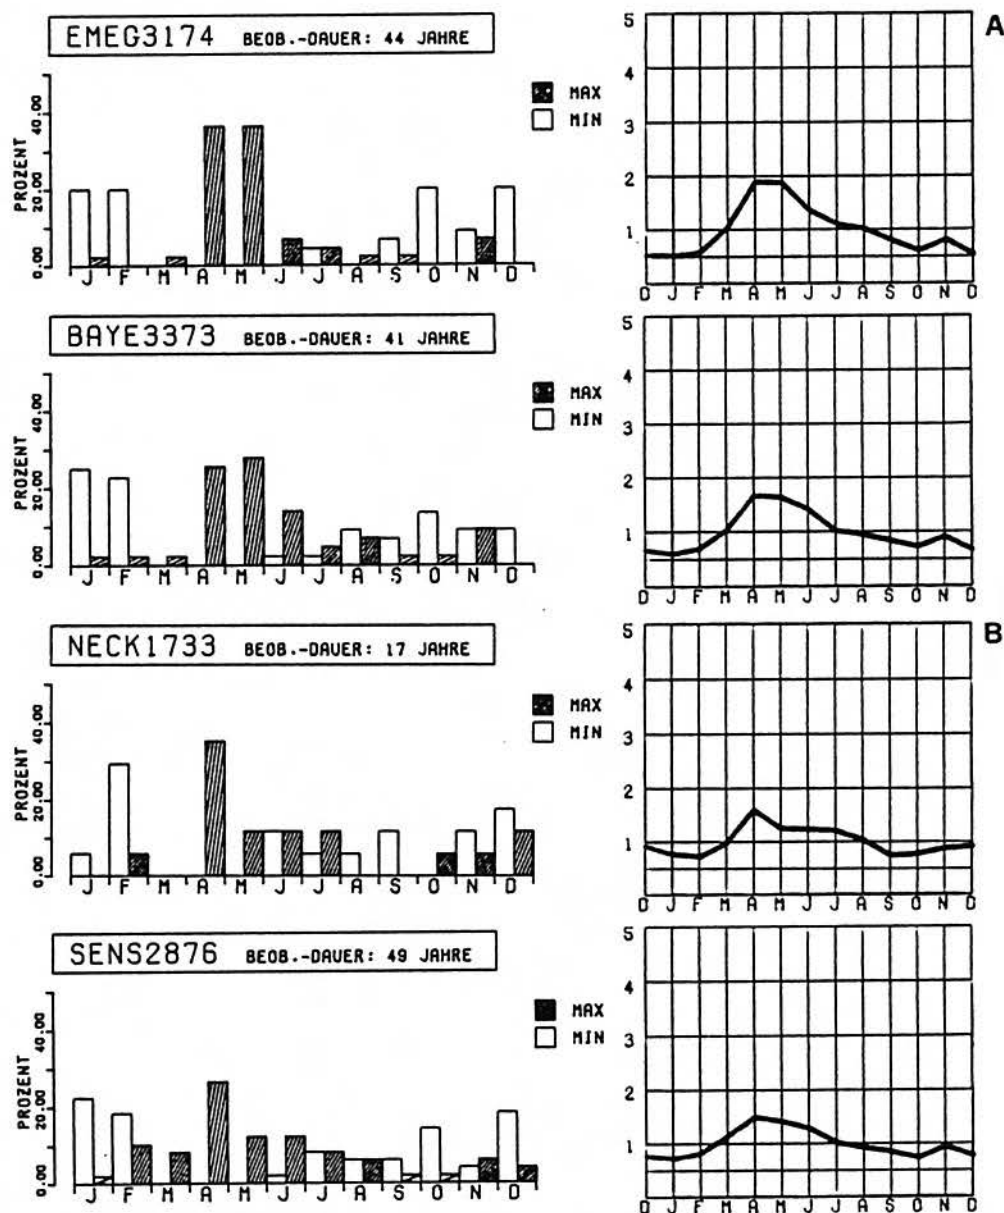 EMEG3174 BEOB.-DAUER: 44 JAHRE
PROZENT
0.00 20.00 40.00
J F M A M J J A S O N D
MAX
MIN
A
5
4
3
2
1
D J F M A M J J A S O N D
BAYE3373 BEOB.-DAUER: 41 JAHRE
PROZENT
0.00 20.00 40.00
J F M A M J J A S O N D
MAX
MIN
5
4
3
2
1
D J F M A M J J A S O N D
NECK1733 BEOB.-DAUER: 17 JAHRE
PROZENT
0.00 20.00 40.00
J F M A M J J A S O N D
MAX
MIN
B
5
4
3
2
1
D J F M A M J J A S O N D
SENS2876 BEOB.-DAUER: 49 JAHRE
PROZENT
0.00 20.00 40.00
J F M A M J J A S O N D
MAX
MIN
5
4
3
2
1
D J F M A M J J A S O N D